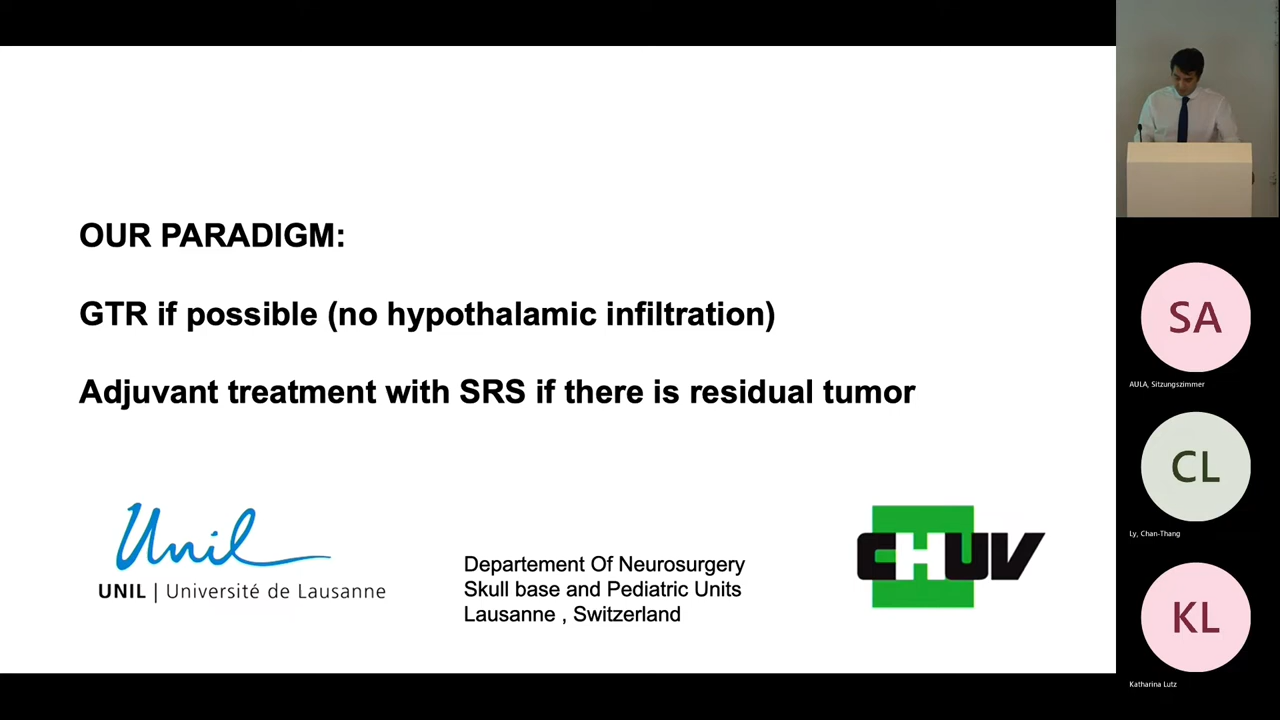 OUR PARADIGM:
GTR if possible (no hypothalamic infiltration)
Adjuvant treatment with SRS if there is residual tumor
Unil
UNIL | Université de Lausanne
Departement Of Neurosurgery
Skull base and Pediatric Units
Lausanne , Switzerland
CHUV
SA
AULA, Sitzungszimmer
CL
Ly, Chan-Thang
KL
Katharina Lutz